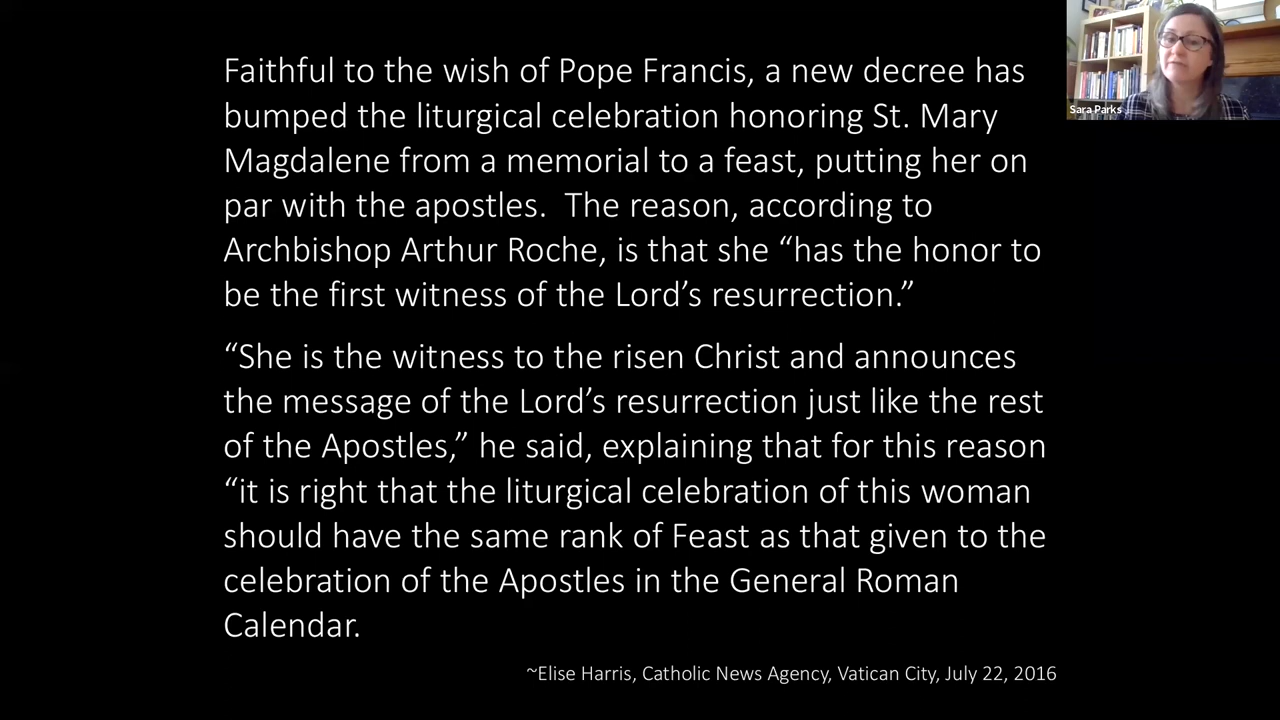 Faithful to the wish of Pope Francis, a new decree has
bumped the liturgical celebration honoring St. Mary
Magdalene from a memorial to a feast, putting her on
par with the apostles.  The reason, according to
Archbishop Arthur Roche, is that she “has the honor to
be the first witness of the Lord’s resurrection.”
“She is the witness to the risen Christ and announces
the message of the Lord’s resurrection just like the rest
of the Apostles,” he said, explaining that for this reason
“it is right that the liturgical celebration of this woman
should have the same rank of Feast as that given to the
celebration of the Apostles in the General Roman
Calendar.
~Elise Harris, Catholic News Agency, Vatican City, July 22, 2016
Sara Parks